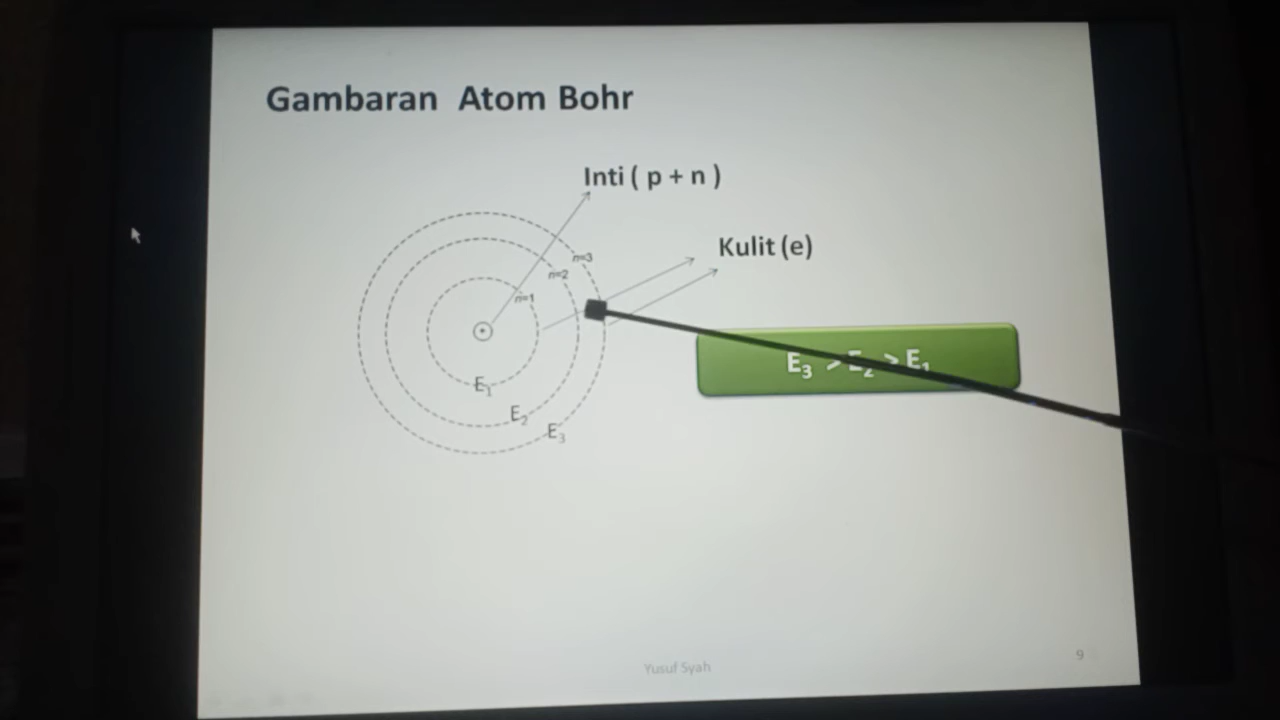 Gambaran Atom Bohr
Inti ( p + n )
Kulit (e)
n=3
n=2
n=1
E₃ > E₂ > E₁
E₁
E₂
E₃
Yusuf Syah
9